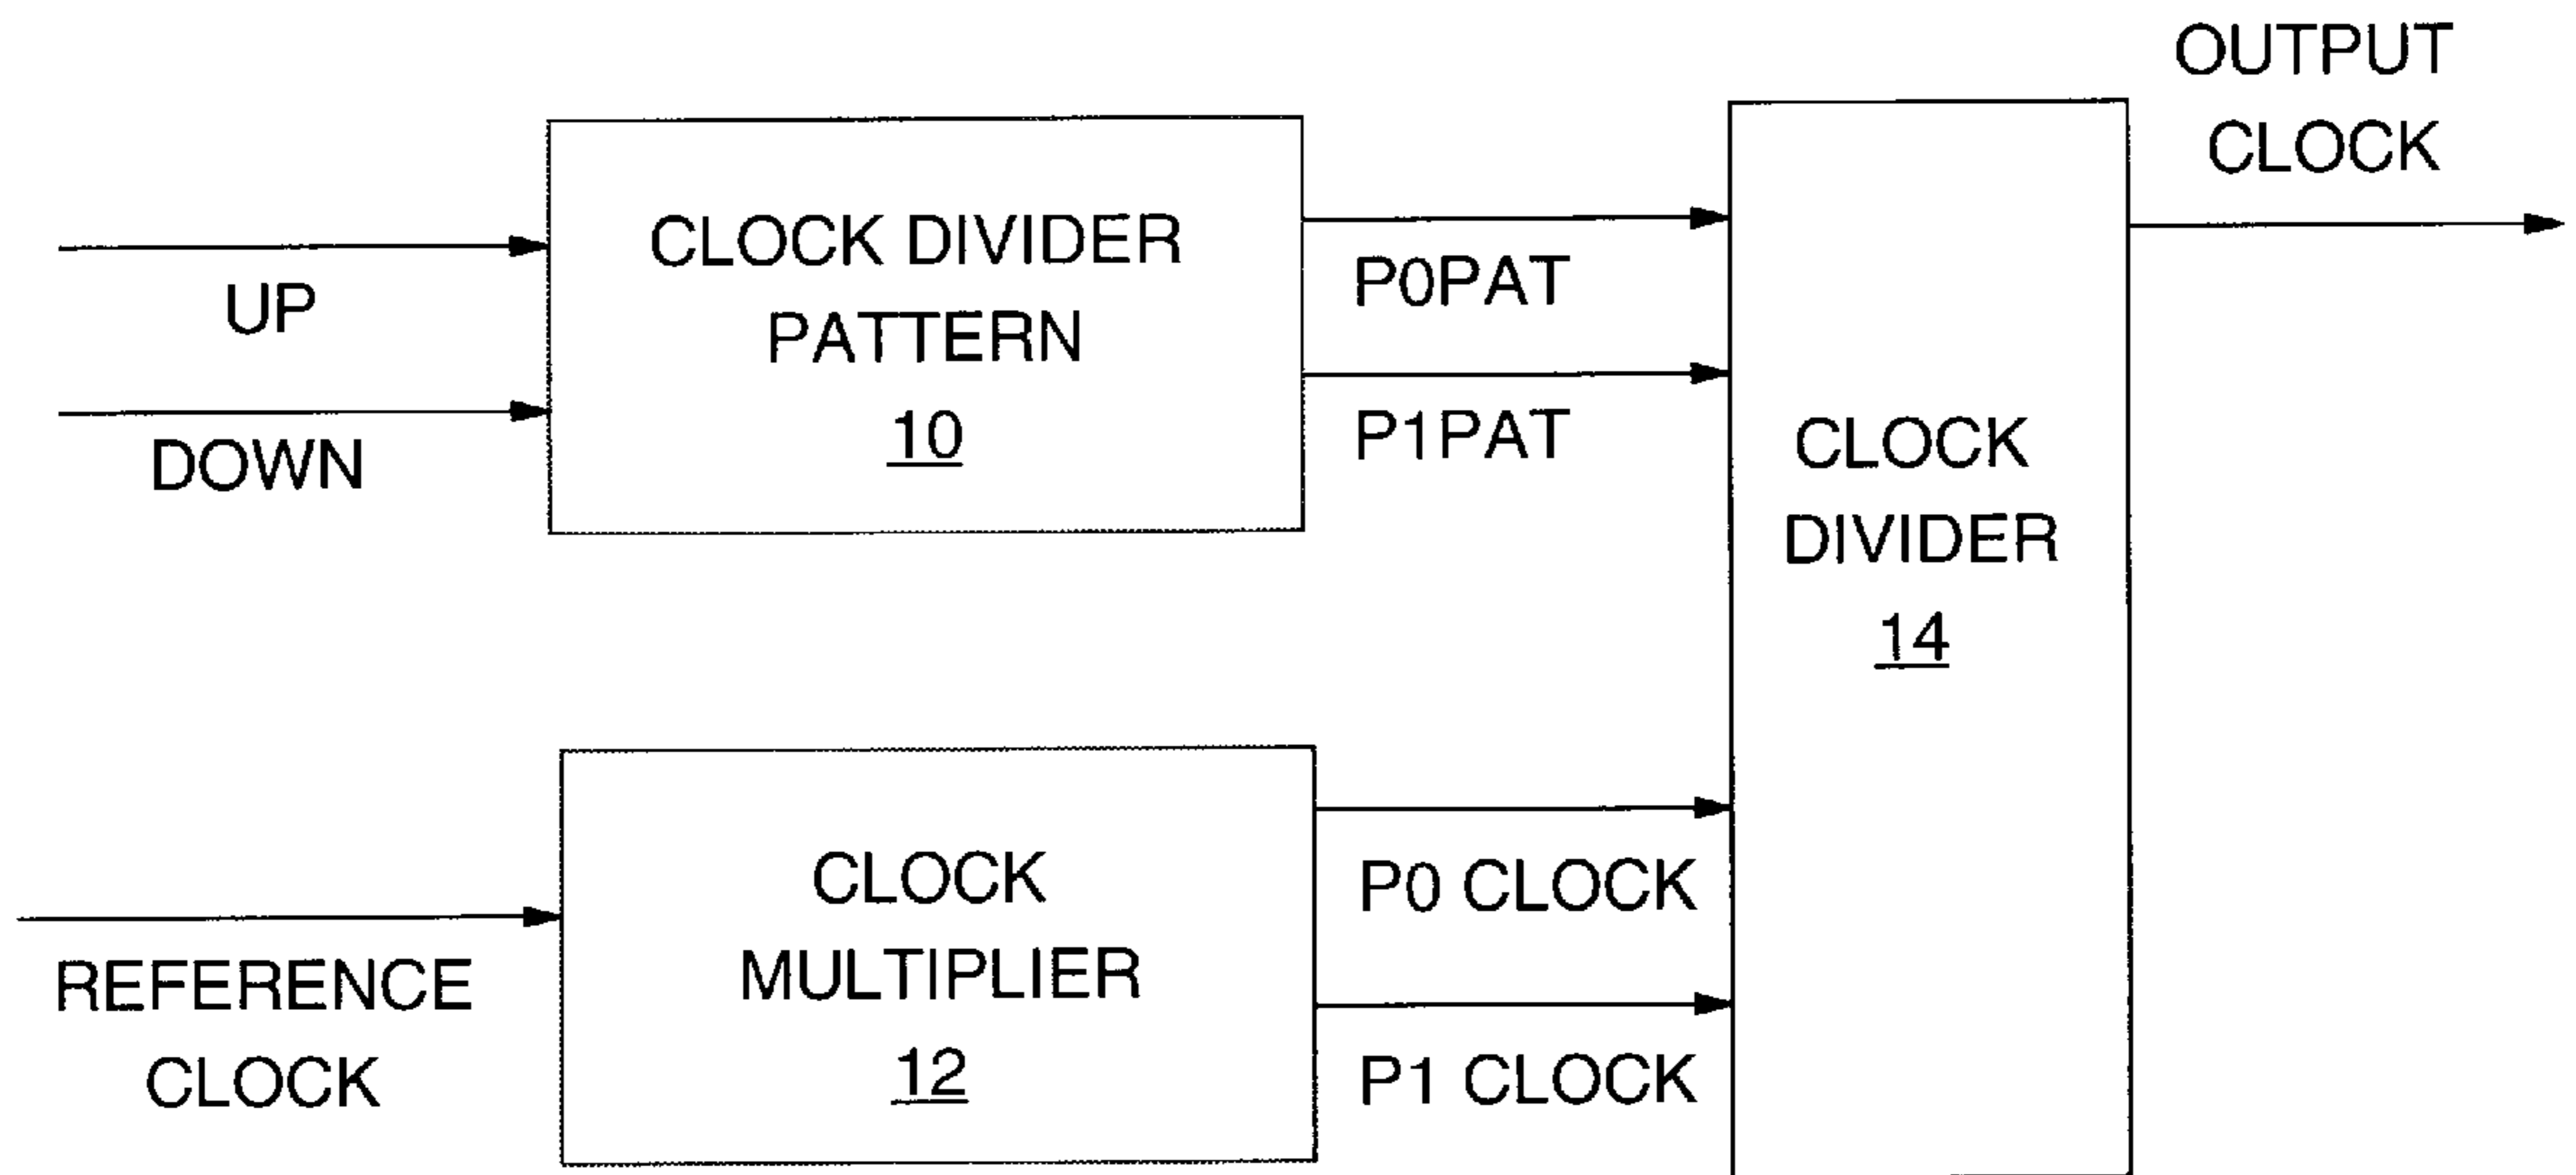 OUTPUT
CLOCK
CLOCK DIVIDER
PATTERN
10
UP
DOWN
P0PAT
P1PAT
CLOCK
DIVIDER
14
CLOCK
MULTIPLIER
12
REFERENCE
CLOCK
P0 CLOCK
P1 CLOCK